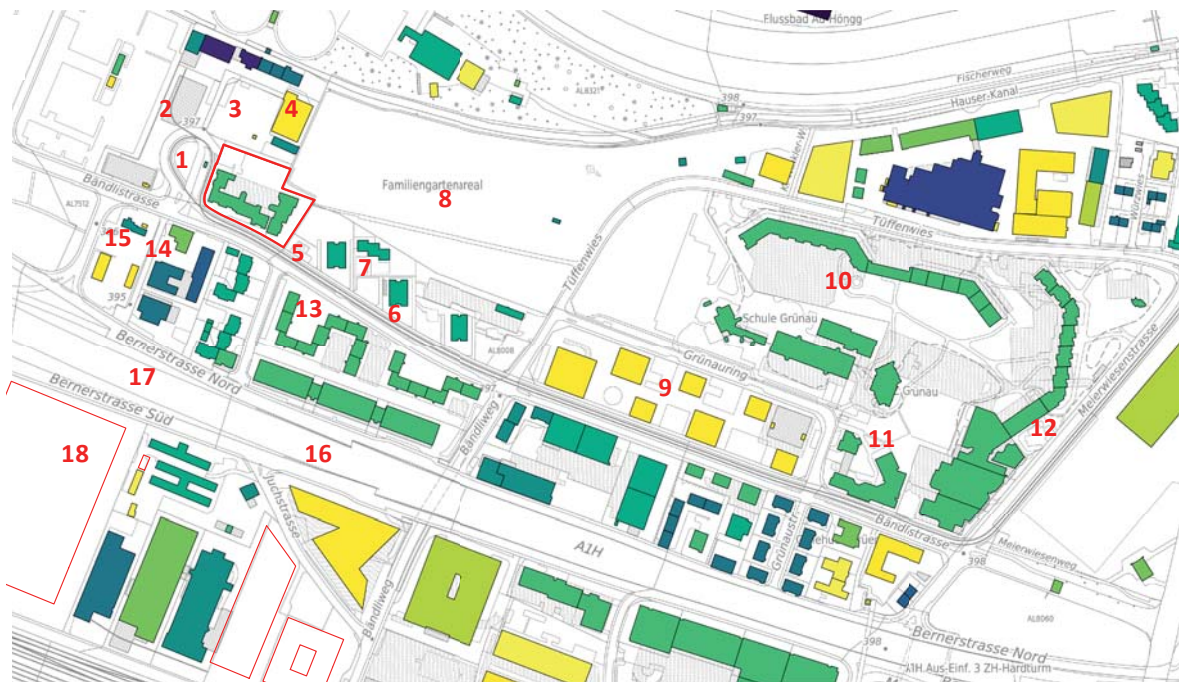 Flussbad Au-Höngg
Fischerweg
Hauser-Kanal
AL8321
398
397
2
3
4
397
1
Bändlistrasse
AL7512
Familiengartenareal
8
Würzwies
Tüffenwies
Tüffenwies
15
14
5
7
395
13
6
10
Schule Grünau
AL8008
Grünauring
Grünau
9
Meierwiesenstrasse
Bernerstrasse Nord
17
397
Bändliweg
11
12
Bernerstrasse Süd
18
16
Juchstrasse
A1H
Grünaustr.
Bändlistrasse
398
Meierwiesenweg
Bändliweg
AL8060
398
Bernerstrasse Nord
A1H Aus-Einf. 3 ZH-Hardturm